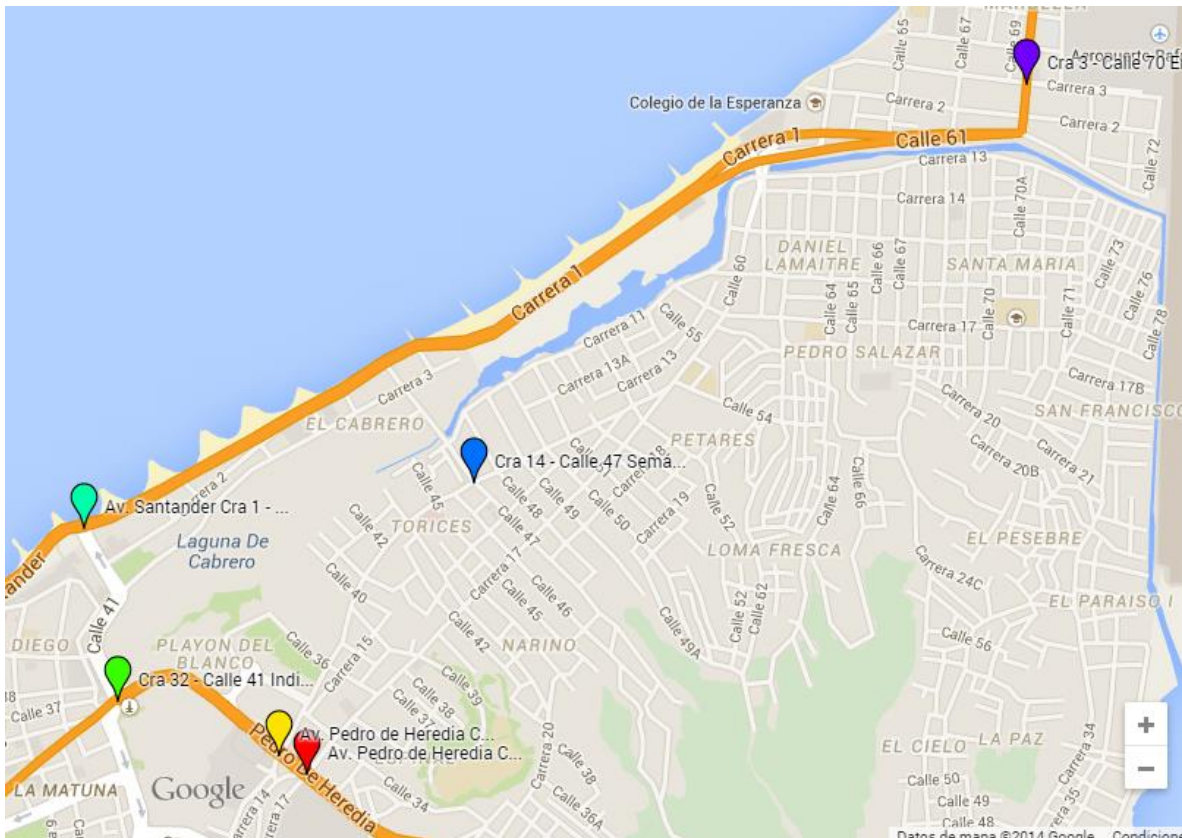 MARBELLA
Calle 65
Calle 67
Calle 69
Aeropuerto Raf
Cra 3 - Calle 70 El
Carrera 3
Colegio de la Esperanza
Carrera 2
Carrera 2
Carrera 1
Calle 61
Calle 72
Carrera 13
Carrera 14
Calle 70A
DANIEL
LAMAITRE
Calle 66
Calle 67
SANTA MARIA
Calle 73
Calle 76
Calle 60
Calle 64
Calle 65
Calle 70
Calle 71
Calle 78
Carrera 1
Carrera 11
Calle 55
Carrera 17
PEDRO SALAZAR
Carrera 3
Carrera 13A
Carrera 13
Carrera 17B
Calle 54
Carrera 20
SAN FRANCISCO
EL CABRERO
PETARES
Cra 14 - Calle 47 Sema...
Carrera 20B
Carrera 21
Carrera 2
Calle 45
Calle 48
Calle 49
Calle 50
Carrera 19
Calle 64
Calle 66
Av. Santander Cra 1 - ...
TORICES
Calle 47
Calle 52
Calle 42
Laguna De
Cabrero
LOMA FRESCA
EL PESEBRE
ander
Carrera 17
Carrera 24C
Calle 40
Calle 46
Calle 45
Calle 52
Calle 62
EL PARAISO I
Calle 41
DIEGO
PLAYON DEL
BLANCO
Calle 36
Carrera 15
Calle 42
NARINO
Calle 49A
Calle 56
Cra 32 - Calle 41 Indi...
Calle 39
Calle 38
Calle 37
Calle 37
Av. Pedro de Heredia C...
Av. Pedro de Heredia C...
Pedro de Heredia
Carrera 20
Calle 38
Carrera 34
EL CIELO
LA PAZ
Calle 50
Calle 49
Calle 48
Carrera 35
LA MATUNA
Google
Carrera 14
Carrera 17
Calle 34
Calle 36A
Datos de mapa ©2014 Google
Condicione